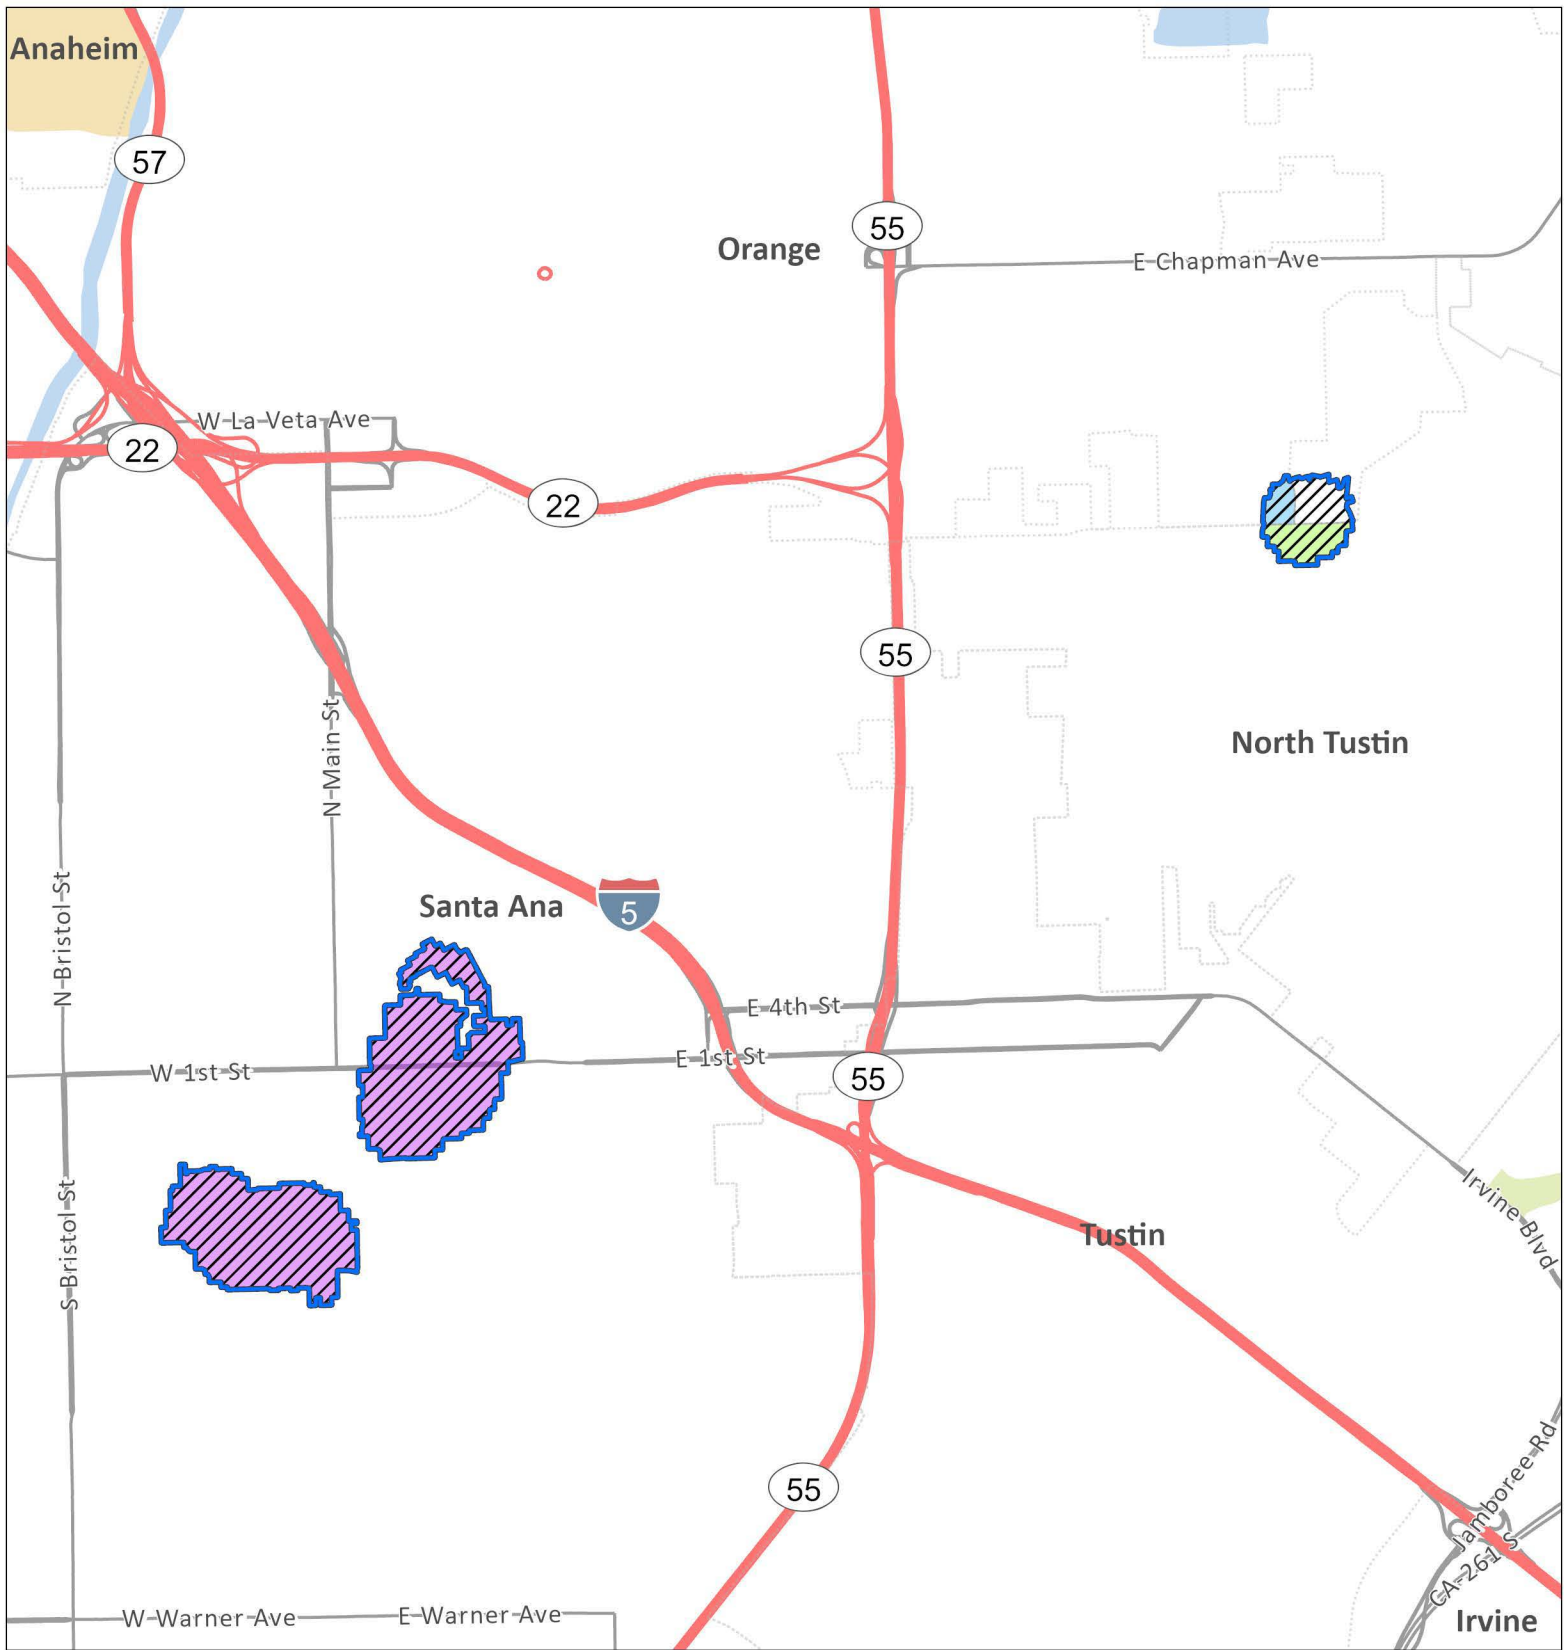 Anaheim
57
55
Orange
E Chapman Ave
W La Veta Ave
22
22
55
N Main St
North Tustin
N Bristol St
Santa Ana
5
E 4th St
E 1st St
W 1st St
55
S Bristol St
Irvine Blvd
Tustin
55
Jamboree Rd
CA-261 S
W Warner Ave
E Warner Ave
Irvine